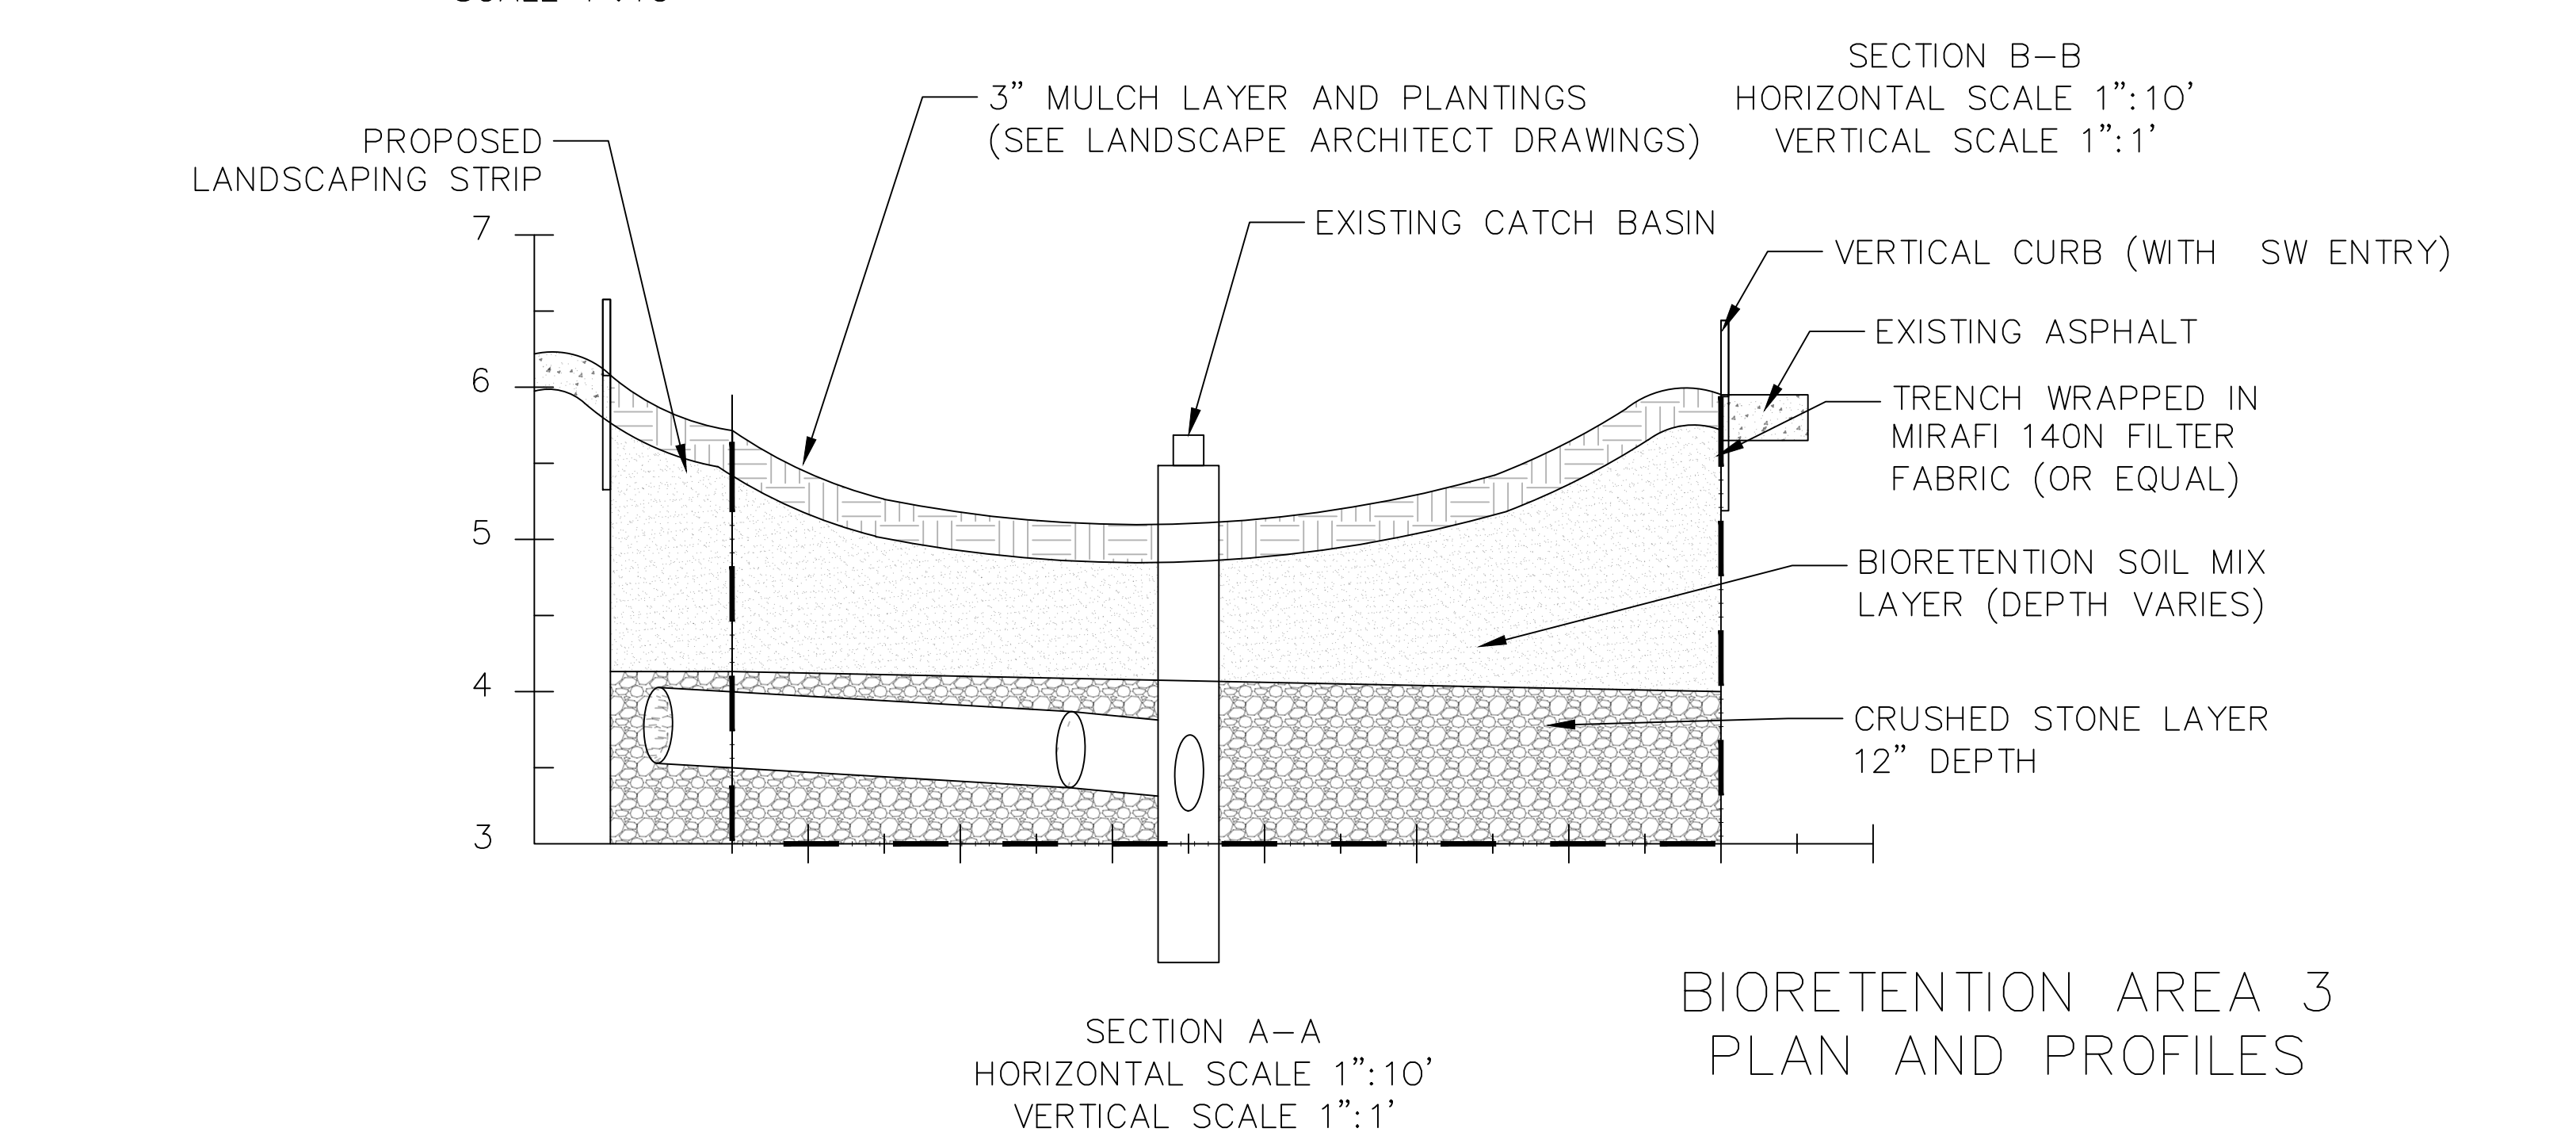 SECTION B-B
HORIZONTAL SCALE 1":10'
VERTICAL SCALE 1":1'
3" MULCH LAYER AND PLANTINGS
(SEE LANDSCAPE ARCHITECT DRAWINGS)
PROPOSED
LANDSCAPING STRIP
EXISTING CATCH BASIN
VERTICAL CURB (WITH SW ENTRY)
EXISTING ASPHALT
TRENCH WRAPPED IN
MIRAFI 140N FILTER
FABRIC (OR EQUAL)
BIORETENTION SOIL MIX
LAYER (DEPTH VARIES)
CRUSHED STONE LAYER
12" DEPTH
7
6
5
4
3
SECTION A-A
HORIZONTAL SCALE 1":10'
VERTICAL SCALE 1":1'
BIORETENTION AREA 3
PLAN AND PROFILES